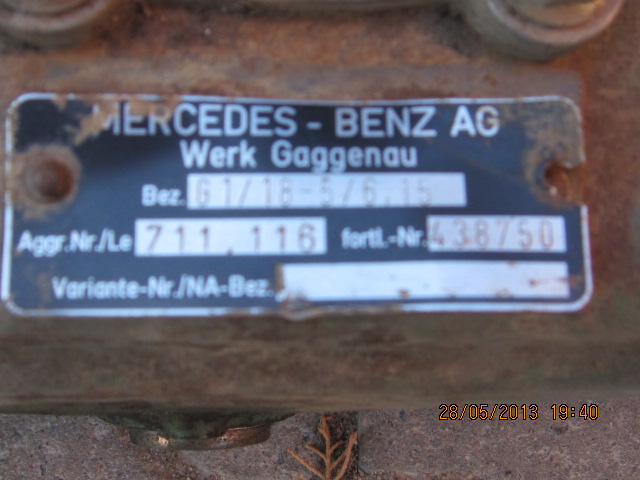 MERCEDES - BENZ AG
Werk Gaggenau
Bez. G1/18-5/6,15
Aggr.Nr./Le 711.116 fortl.-Nr. 438750
Variante-Nr./NA-Bez.
28/05/2013 19:40